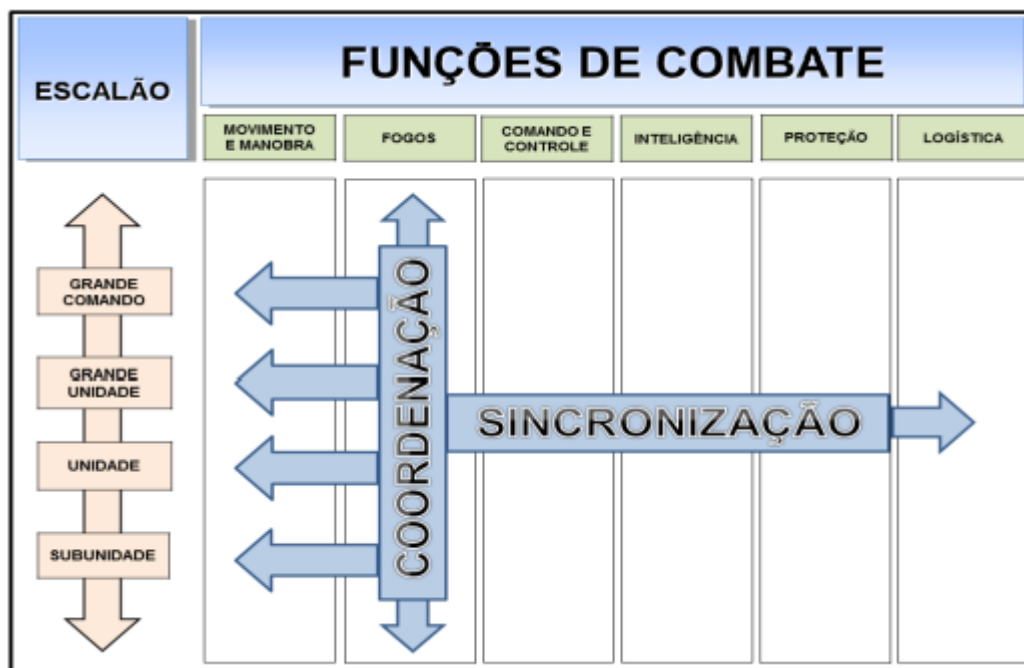 ESCALÃO
FUNÇÕES DE COMBATE
MOVIMENTO
E MANOBRA
FOGOS
COMANDO E
CONTROLE
INTELIGÊNCIA
PROTEÇÃO
LOGÍSTICA
GRANDE
COMANDO
GRANDE
UNIDADE
UNIDADE
SUBUNIDADE
COORDENAÇÃO
SINCRONIZAÇÃO